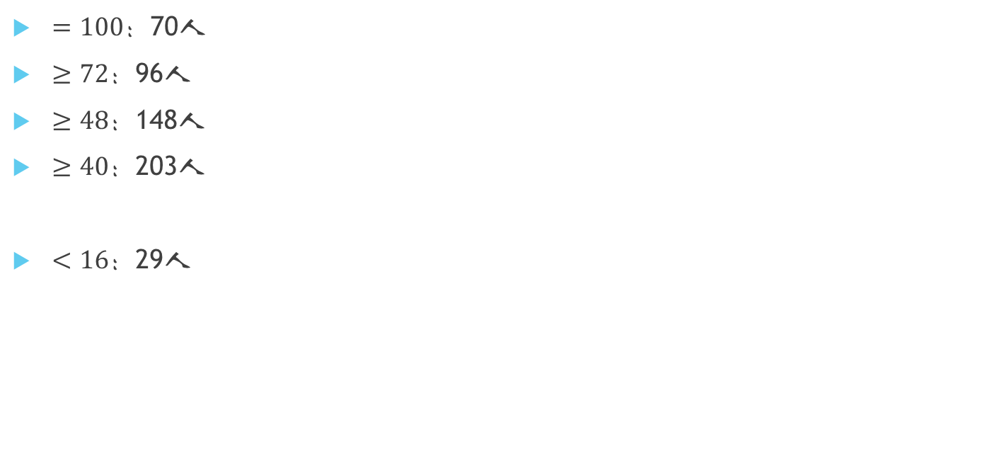 = 100：70人
≥ 72：96人
≥ 48：148人
≥ 40：203人
< 16：29人